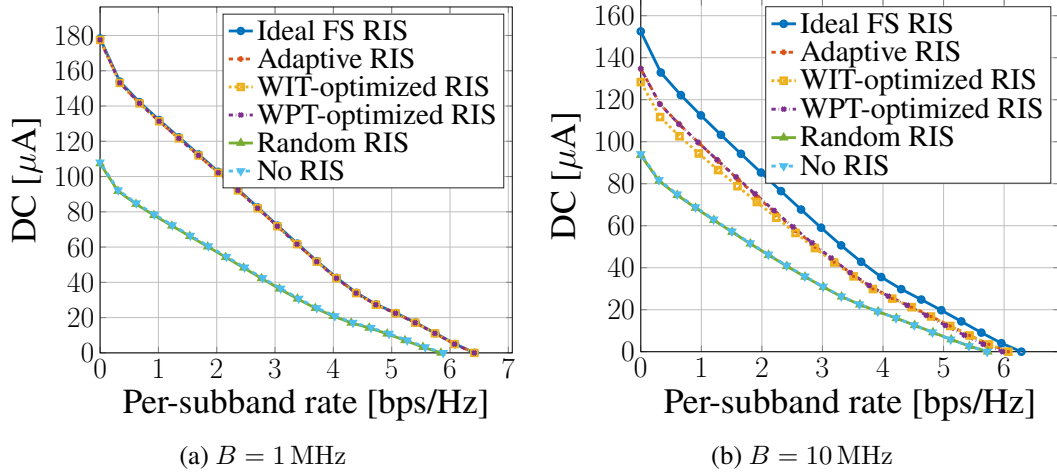 180
160
140
120
100
80
60
40
20
0
DC [μA]
Ideal FS RIS
Adaptive RIS
WIT-optimized RIS
WPT-optimized RIS
Random RIS
No RIS
0 1 2 3 4 5 6 7
Per-subband rate [bps/Hz]
(a) B = 1 MHz
160
140
120
100
80
60
40
20
0
DC [μA]
Ideal FS RIS
Adaptive RIS
WIT-optimized RIS
WPT-optimized RIS
Random RIS
No RIS
0 1 2 3 4 5 6
Per-subband rate [bps/Hz]
(b) B = 10 MHz